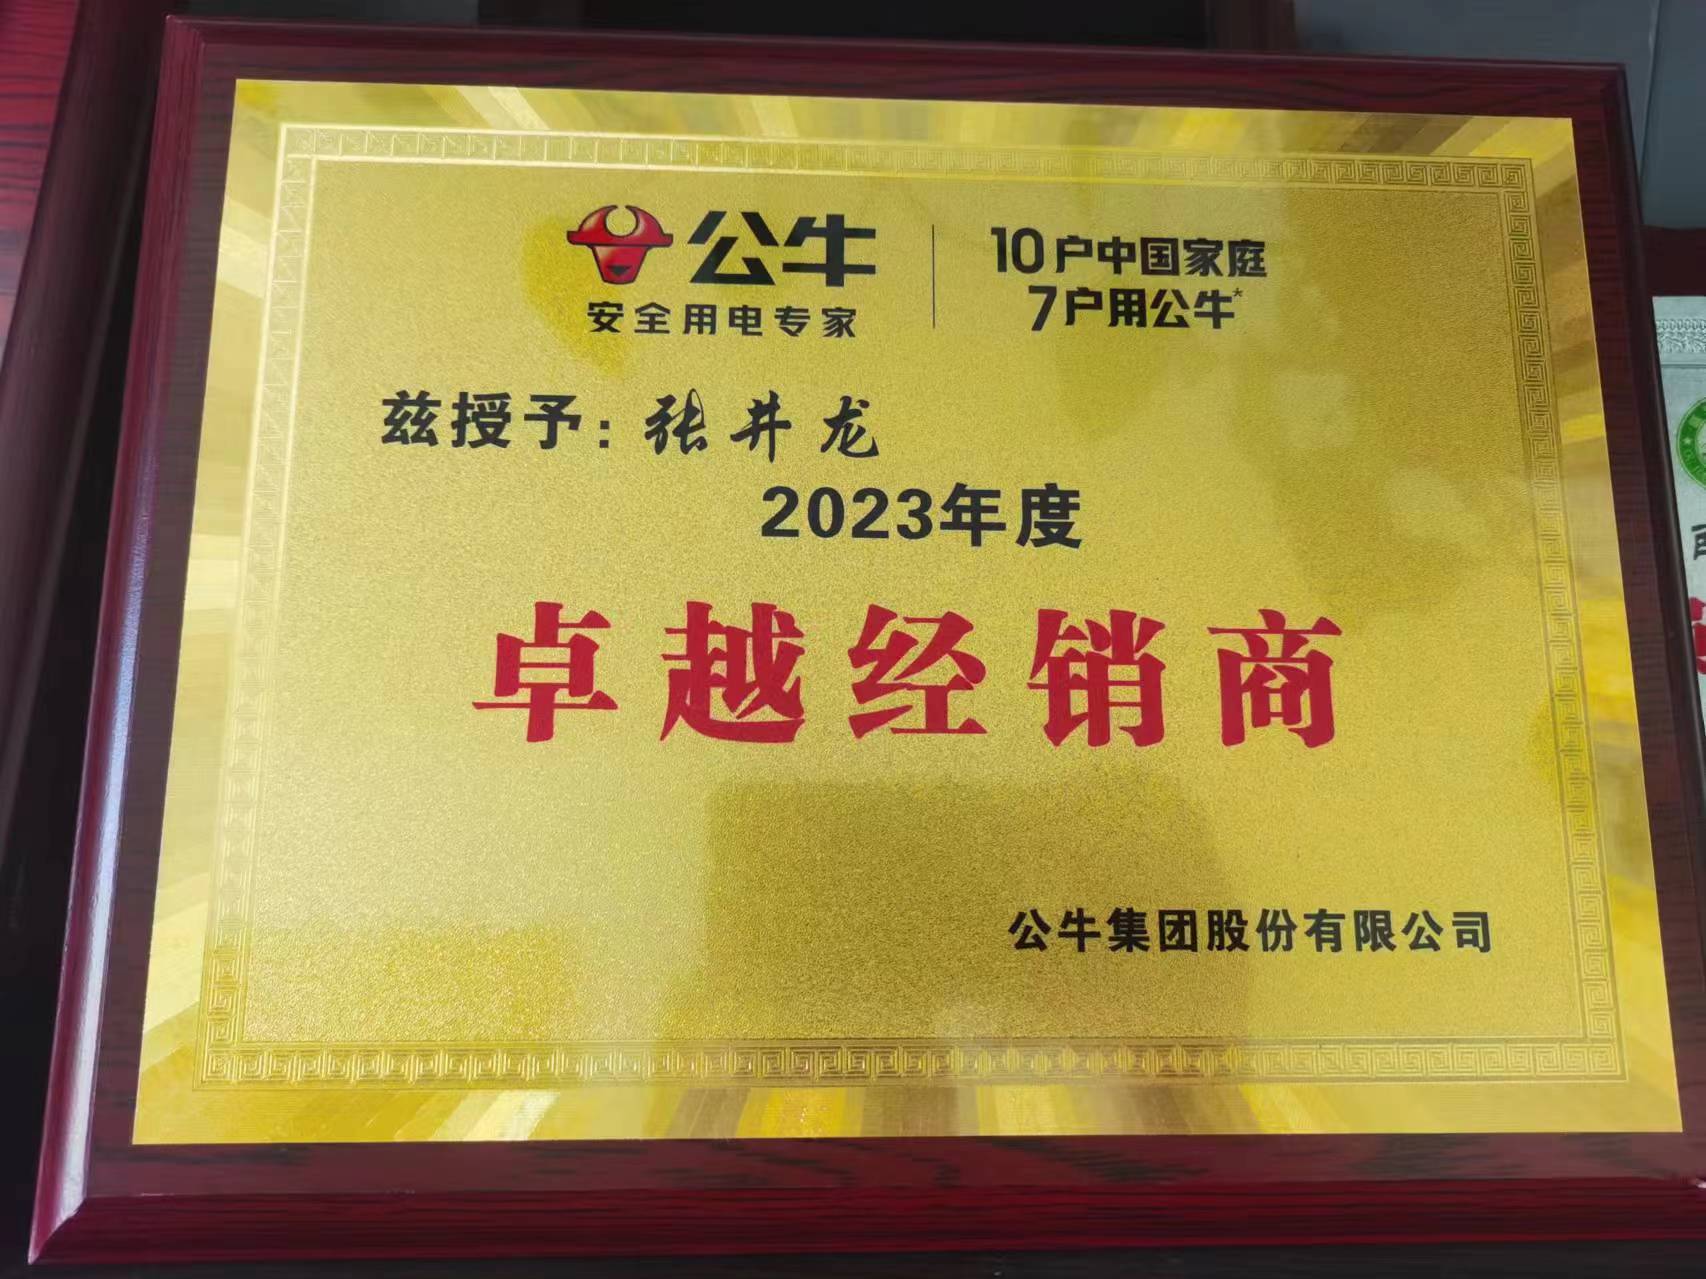 公牛
安全用电专家
10户中国家庭
7户用公牛*
兹授予：张井龙
2023年度
卓越经销商
公牛集团股份有限公司